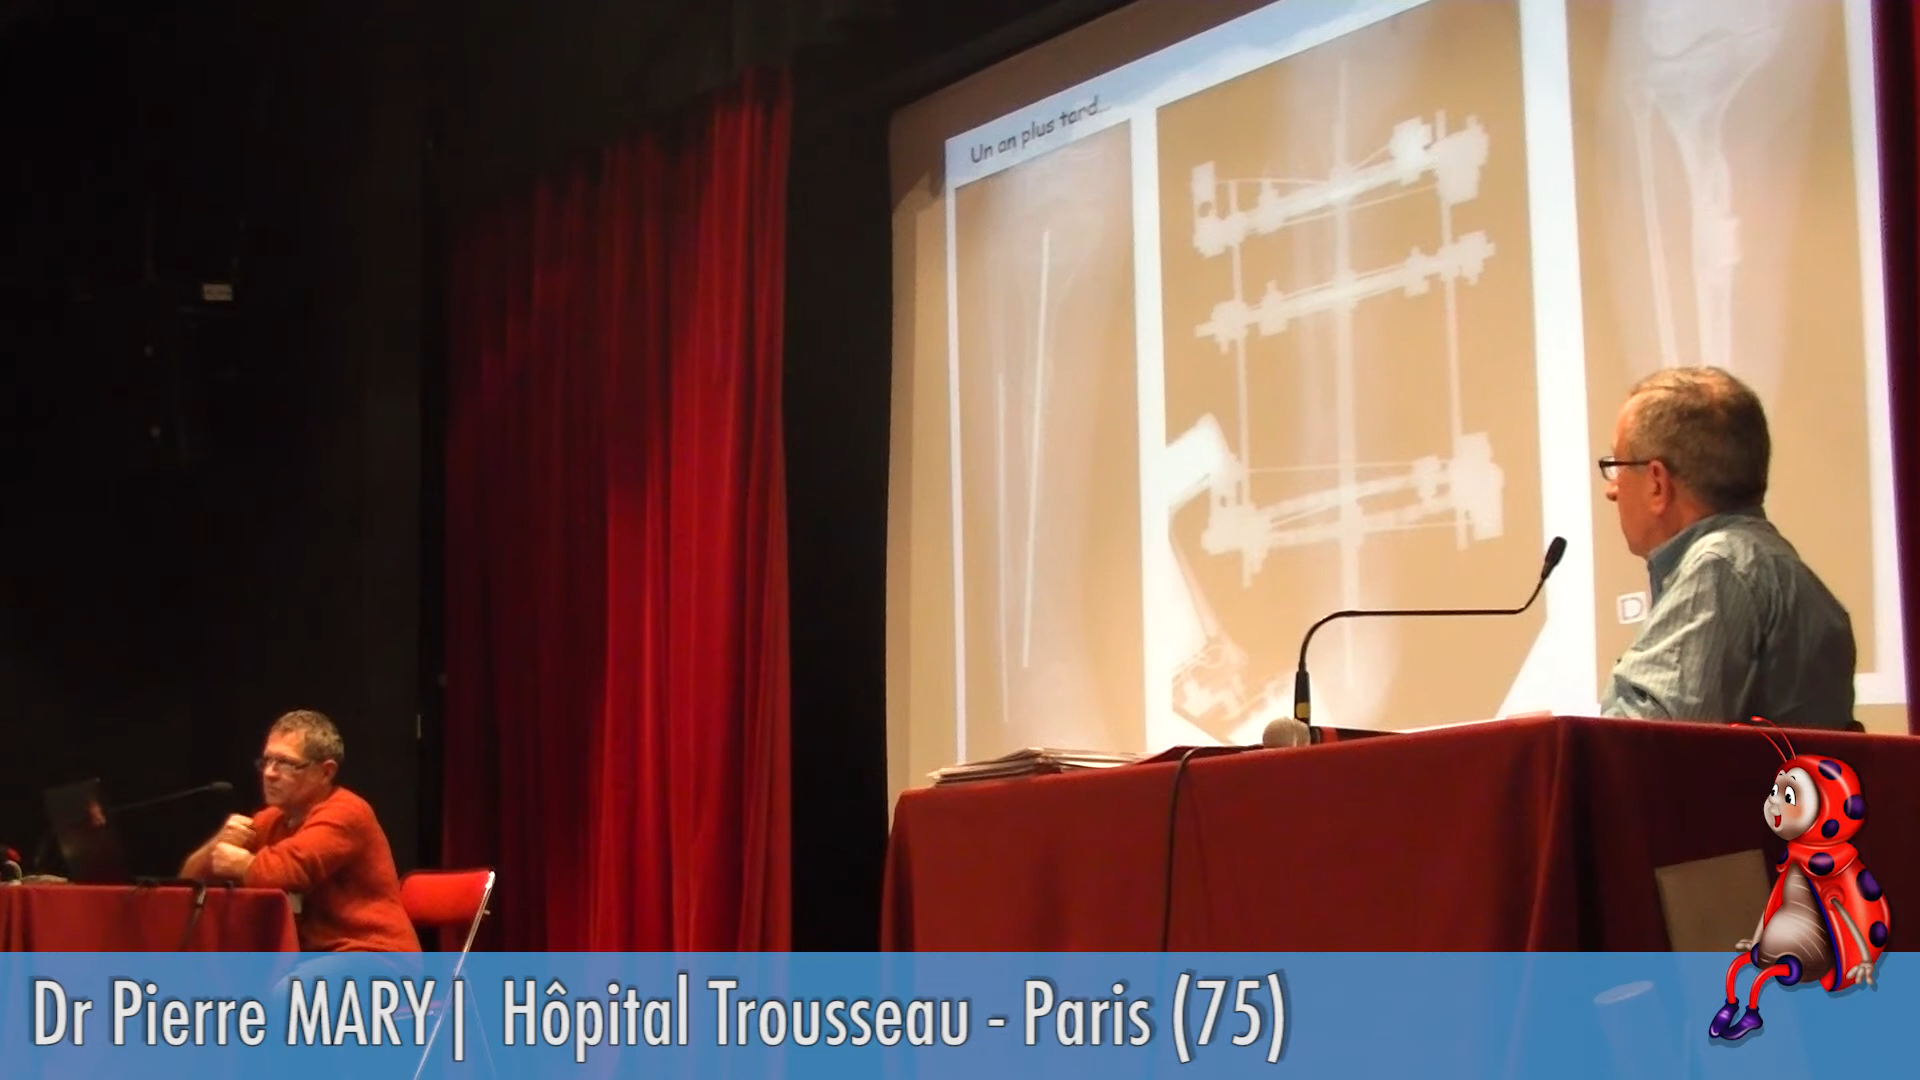 Un an plus tard...
D
Dr Pierre MARY | Hôpital Trousseau - Paris (75)